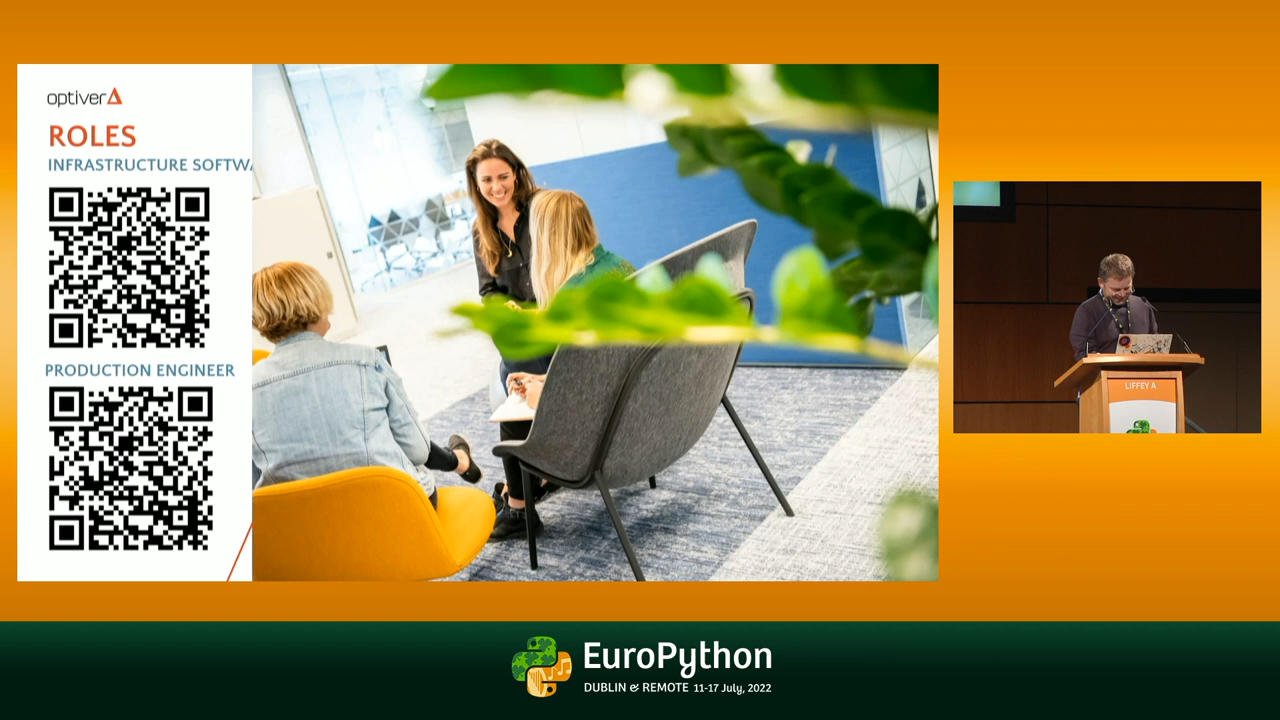 optiver
ROLES
INFRASTRUCTURE SOFTWA
PRODUCTION ENGINEER
LIFFEY A
EuroPython
DUBLIN & REMOTE 11-17 July, 2022